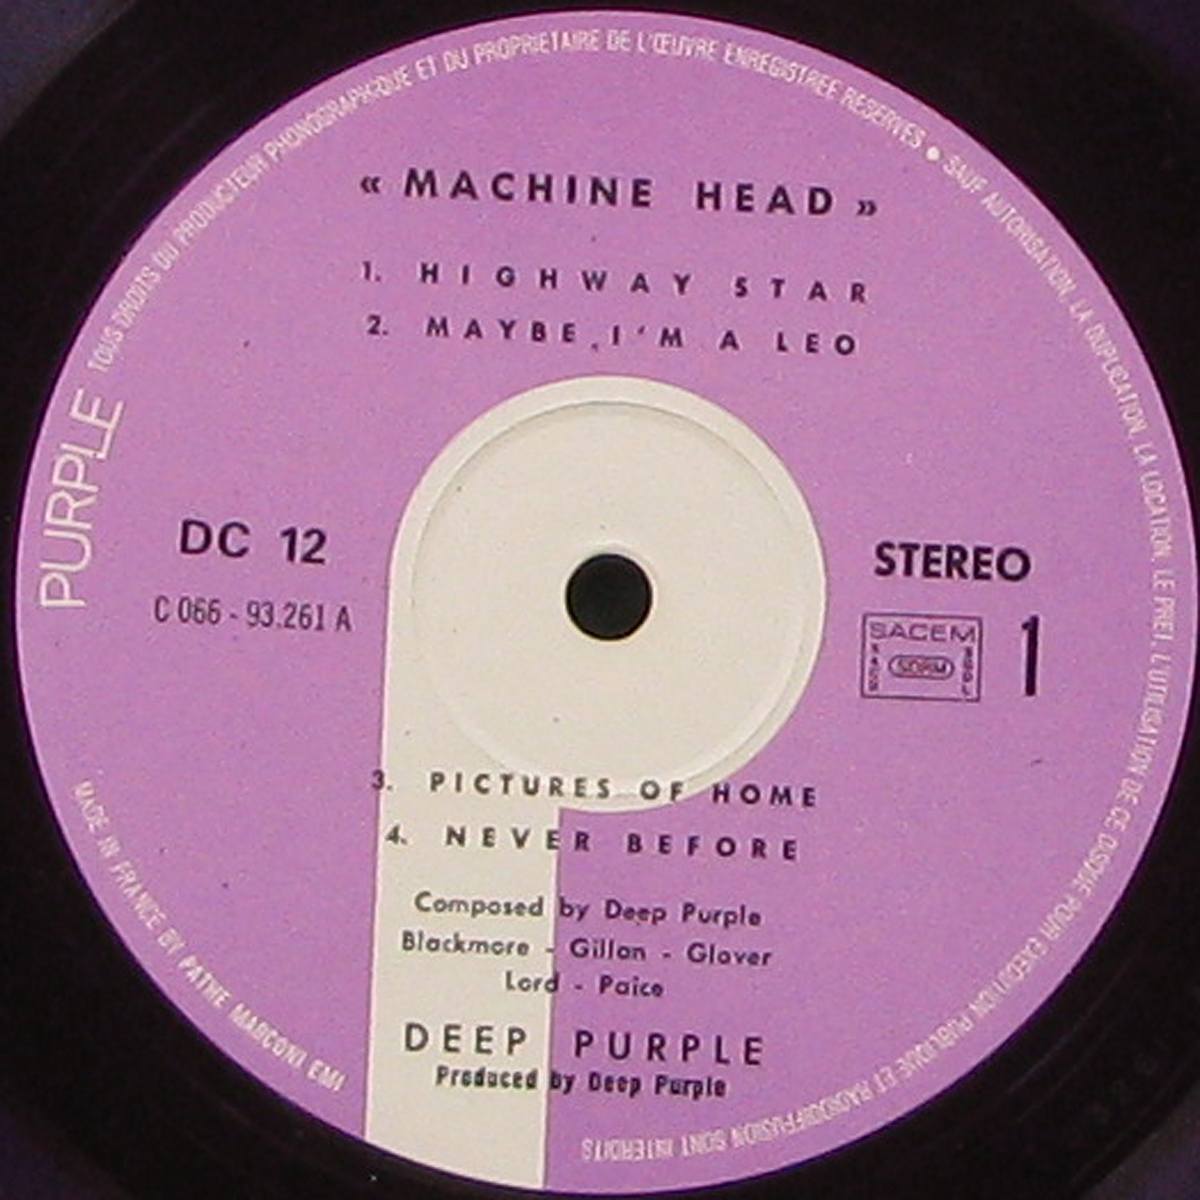 TOUS DROITS DU PRODUCTEUR PHONOGRAPHIQUE ET DU PROPRIETAIRE DE L'ŒUVRE ENREGISTREE RESERVES • SAUF AUTORISATION, LA DUPLICATION, LA LOCATION, LE PRET, L'UTILISATION DE CE DISQUE POUR EXECUTION PUBLIQUE ET RADIODIFFUSION SONT INTERDITS
« MACHINE HEAD »
1. HIGHWAY STAR
2. MAYBE I'M A LEO
PURPLE
DC 12
C 066 - 93.261 A
STEREO
SACEM
SDRM
1
3. PICTURES OF HOME
4. NEVER BEFORE
Composed by Deep Purple
Blackmore - Gillan - Glover
Lord - Paice
DEEP PURPLE
Produced by Deep Purple
MADE IN FRANCE BY PATHE MARCONI EMI